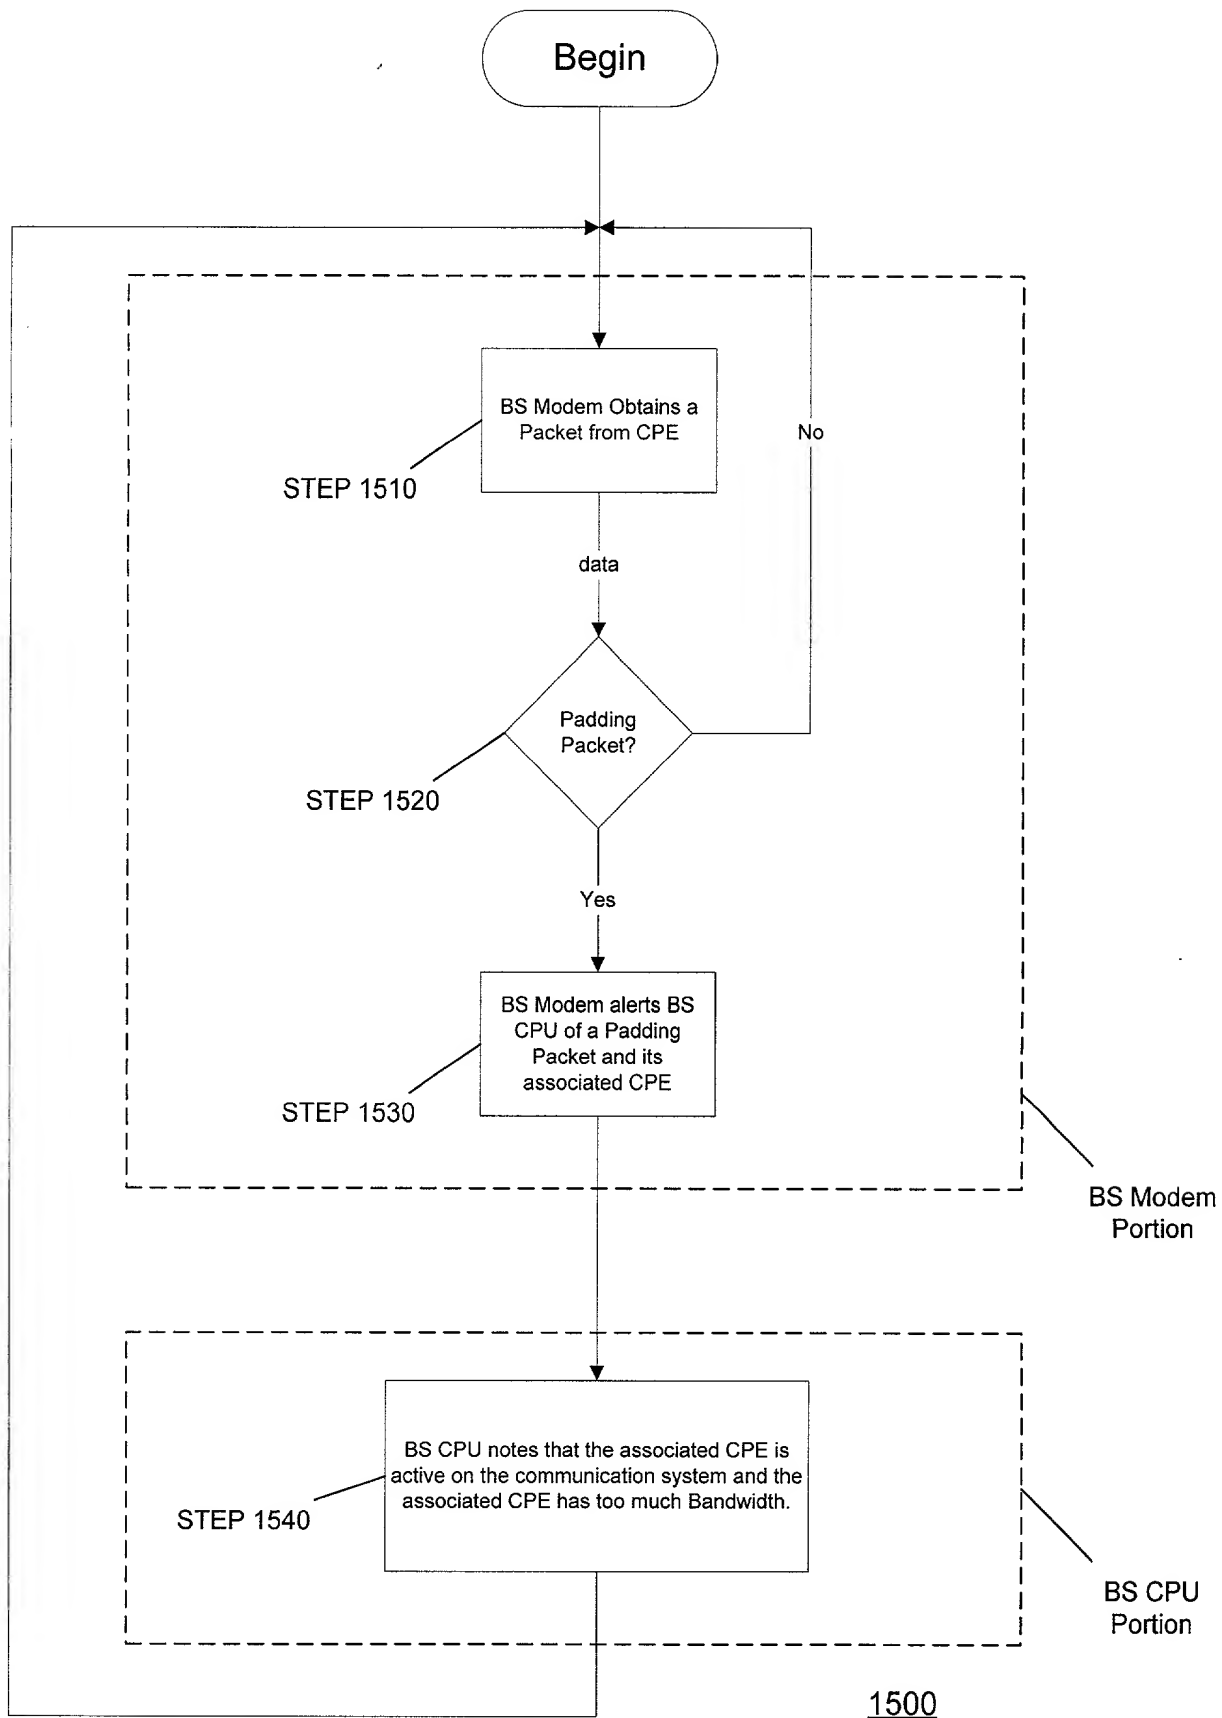 Begin
BS Modem Obtains a
Packet from CPE
No
STEP 1510
data
Padding
Packet?
STEP 1520
Yes
BS Modem alerts BS
CPU of a Padding
Packet and its
associated CPE
STEP 1530
BS Modem
Portion
BS CPU notes that the associated CPE is
active on the communication system and the
associated CPE has too much Bandwidth.
STEP 1540
BS CPU
Portion
1500